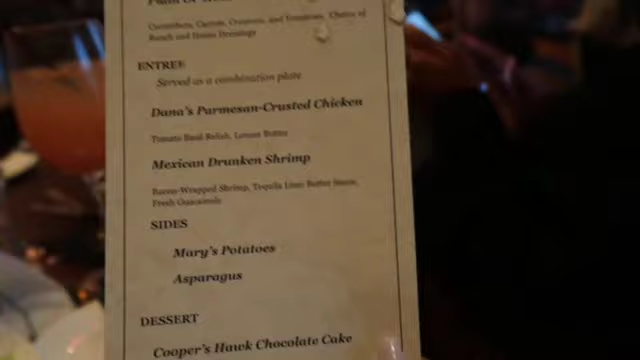 Cucumbers, Carrots, Croutons, and Tomatoes, Choice of
Ranch and House Dressings
ENTREE
Served as a combination plate
Dana's Parmesan-Crusted Chicken
Tomato Basil Relish, Lemon Butter
Mexican Drunken Shrimp
Bacon-Wrapped Shrimp, Tequila Lime Butter Sauce,
Fresh Guacamole
SIDES
Mary's Potatoes
Asparagus
DESSERT
Cooper's Hawk Chocolate Cake